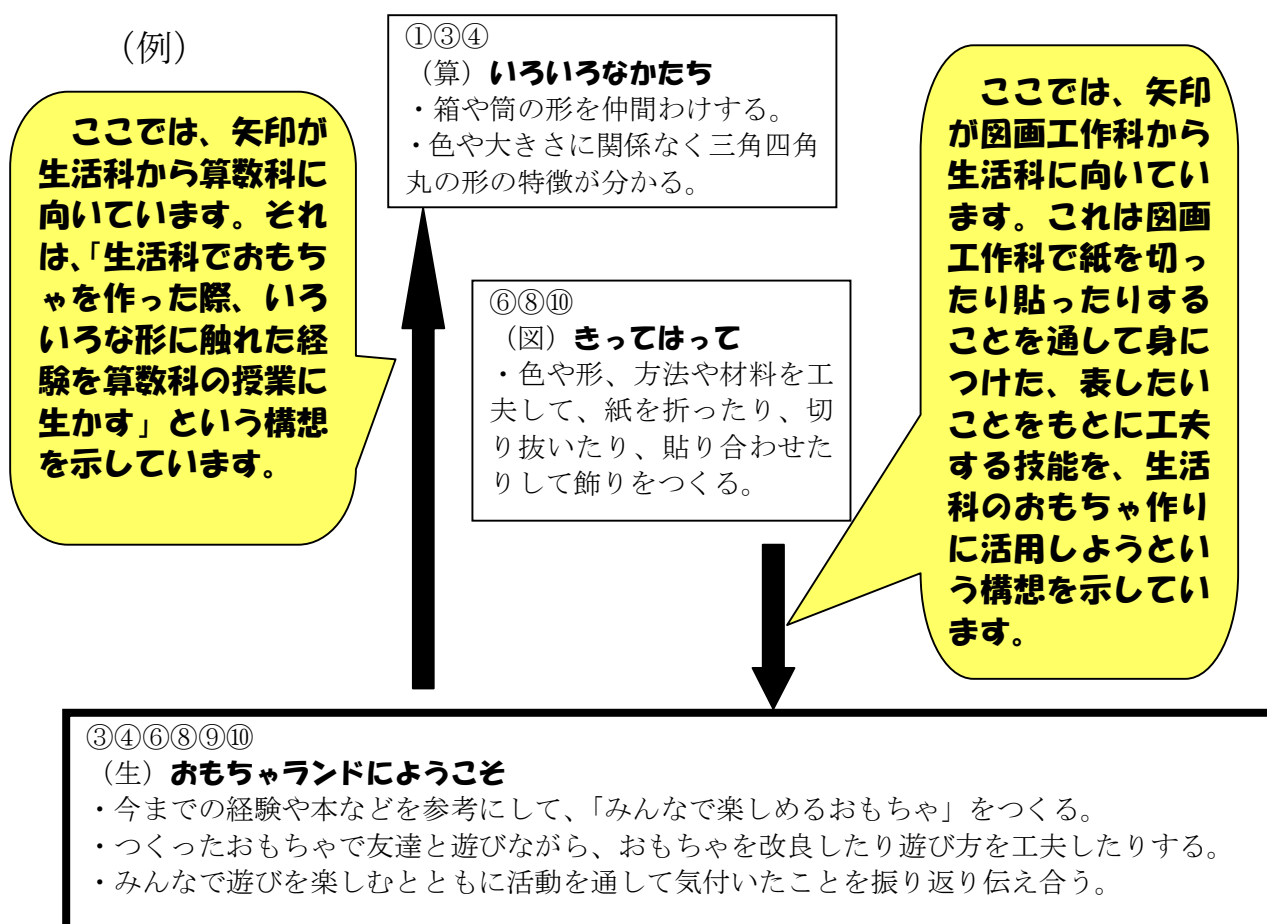 (例)
①③④
(算)いろいろなかたち
・箱や筒の形を仲間わけする。
・色や大きさに関係なく三角四角
丸の形の特徴が分かる。
ここでは、矢印が
生活科から算数科に
向いています。それ
は、「生活科でおもち
ゃを作った際、いろ
いろな形に触れた経
験を算数科の授業に
生かす」という構想
を示しています。
⑥⑧⑩
(図)きってはって
・色や形、方法や材料を工
夫して、紙を折ったり、切
り抜いたり、貼り合わせた
りして飾りをつくる。
ここでは、矢印
が図画工作科から
生活科に向いてい
ます。これは図画
工作科で紙を切っ
たり貼ったりする
ことを通して身に
つけた、表したい
ことをもとに工夫
する技能を、生活
科のおもちゃ作り
に活用しようとい
う構想を示してい
ます。
③④⑥⑧⑨⑩
(生)おもちゃランドにようこそ
・今までの経験や本などを参考にして、「みんなで楽しめるおもちゃ」をつくる。
・つくったおもちゃで友達と遊びながら、おもちゃを改良したり遊び方を工夫したりする。
・みんなで遊びを楽しむとともに活動を通して気付いたことを振り返り伝え合う。